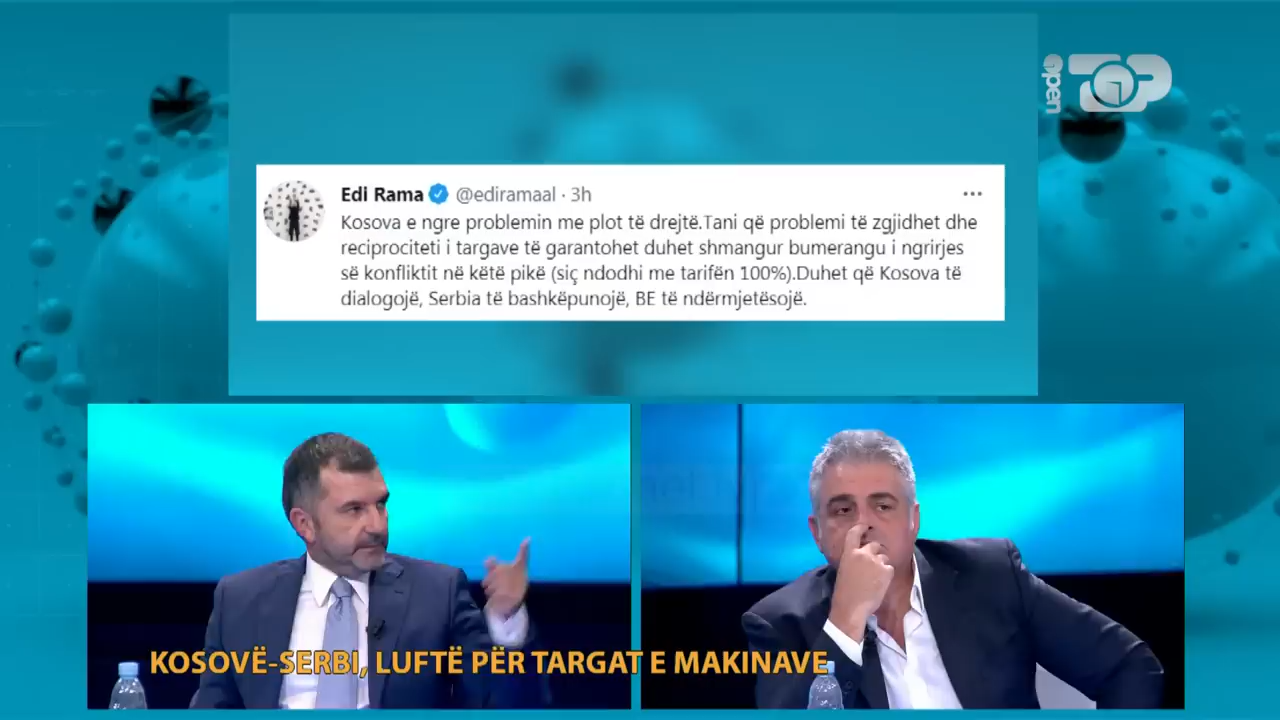 open
TOP
Edi Rama @ediramaal · 3h
Kosova e ngre problemin me plot të drejtë.Tani që problemi të zgjidhet dhe
reciprociteti i targave të garantohet duhet shmangur bumerangu i ngrirjes
së konfliktit në këtë pikë (siç ndodhi me tarifën 100%).Duhet që Kosova të
dialogojë, Serbia të bashkëpunojë, BE të ndërmjetësojë.
KOSOVË-SERBI, LUFTË PËR TARGAT E MAKINAVE